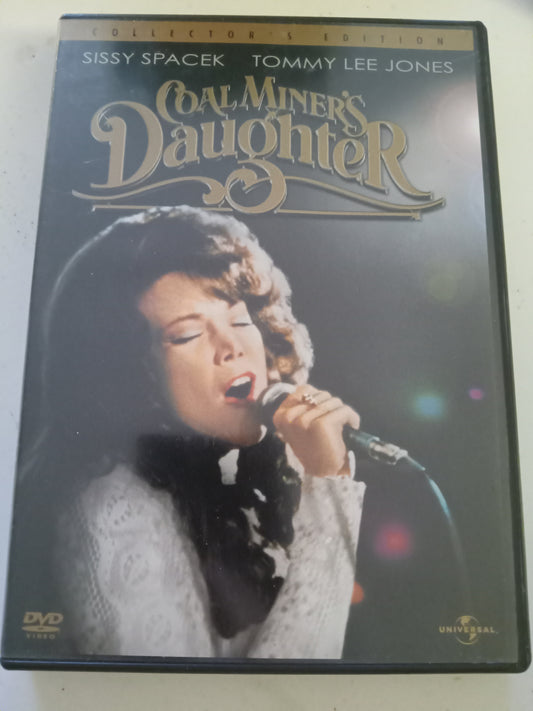 COLLECTOR'S EDITION
SISSY SPACEK TOMMY LEE JONES
COAL MINER'S
DaughteR
DVD
VIDEO
UNIVERSAL